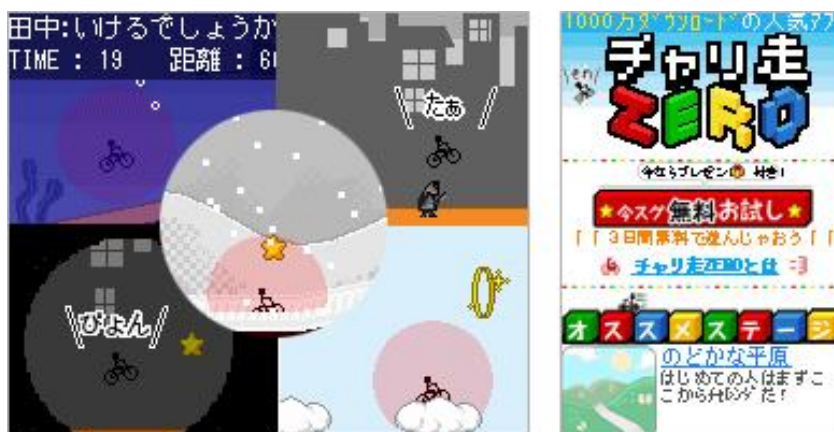 田中:いけるでしょうか
TIME : 19 距離 : 6
\たぁ/
\ぴょん/
0
1000万ダウンロードの人気ア
チャリ走
ZERO
今ならプレゼント付き!
★今スグ無料お試し★
「「3日間無料で遊んじゃおう「「
チャリ走ZEROとは
オススメステージ
のどかな平原
はじめての人はまずこ
こからチャレンジだ!